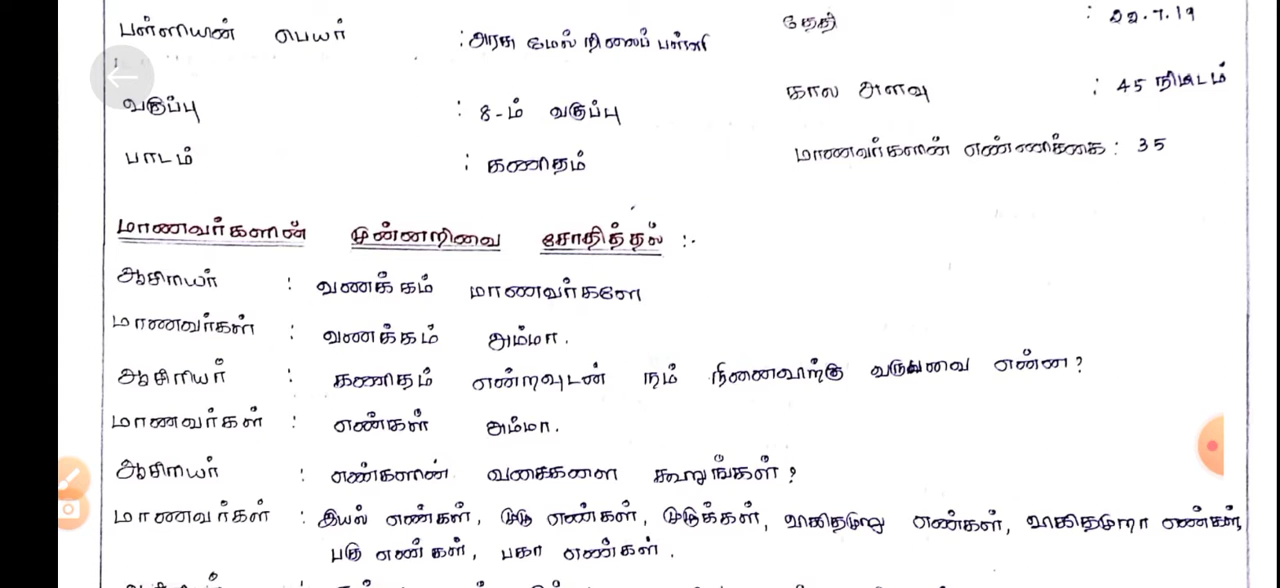 பள்ளியின் பெயர் : அரசு மேல் நிலைப் பள்ளி தேதி : 22.7.19
வகுப்பு : 8-ம் வகுப்பு கால அளவு : 45 நிமிடம்
பாடம் : கணிதம் மாணவர்களின் எண்ணிக்கை : 35
மாணவர்களின் முன்னறிவை சோதித்தல் :-
ஆசிரியர் : வணக்கம் மாணவர்களே
மாணவர்கள் : வணக்கம் அம்மா.
ஆசிரியர் : கணிதம் என்றவுடன் நம் நினைவிற்கு வருபவை என்ன?
மாணவர்கள் : எண்கள் அம்மா.
ஆசிரியர் : எண்களின் வகைகளை கூறுங்கள்?
மாணவர்கள் : இயல் எண்கள், முழு எண்கள், முழுக்கள், விகிதமுறு எண்கள், விகிதமுறா எண்கள்,
பகு எண்கள், பகா எண்கள்.